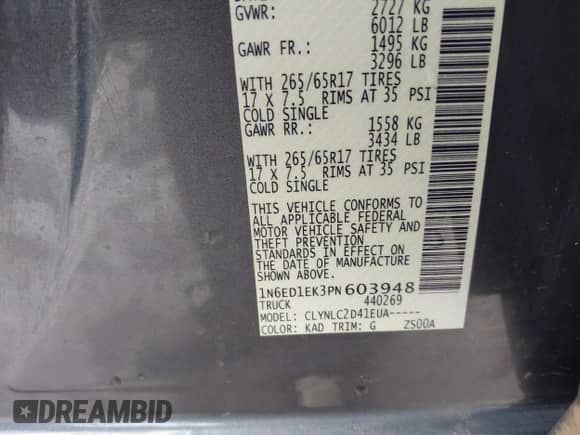 GVWR: 2727 KG
6012 LB
GAWR FR.: 1495 KG
3296 LB
WITH 265/65R17 TIRES
17 X 7.5 RIMS AT 35 PSI
COLD SINGLE
GAWR RR.: 1558 KG
3434 LB
WITH 265/65R17 TIRES
17 X 7.5 RIMS AT 35 PSI
COLD SINGLE
THIS VEHICLE CONFORMS TO
ALL APPLICABLE FEDERAL
MOTOR VEHICLE SAFETY AND
THEFT PREVENTION
STANDARDS IN EFFECT ON
THE DATE OF MANUFACTURE
SHOWN ABOVE.
1N6ED1EK3PN603948
TRUCK 440269
MODEL: CLYNLC2D41EUA-----
COLOR: KAD TRIM: G ZS00A
DREAMBID